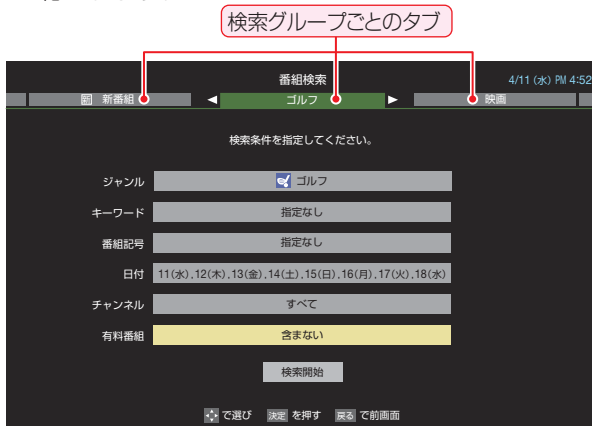 検索グループごとのタブ
番組検索 4/11 (水) PM 4:52
新 新番組 ◀ ゴルフ ▶ 映画
検索条件を指定してください。
ジャンル ゴルフ
キーワード 指定なし
番組記号 指定なし
日付 11(水),12(木),13(金),14(土),15(日),16(月),17(火),18(水)
チャンネル すべて
有料番組 含まない
検索開始
で選び 決定 を押す 戻る で前画面